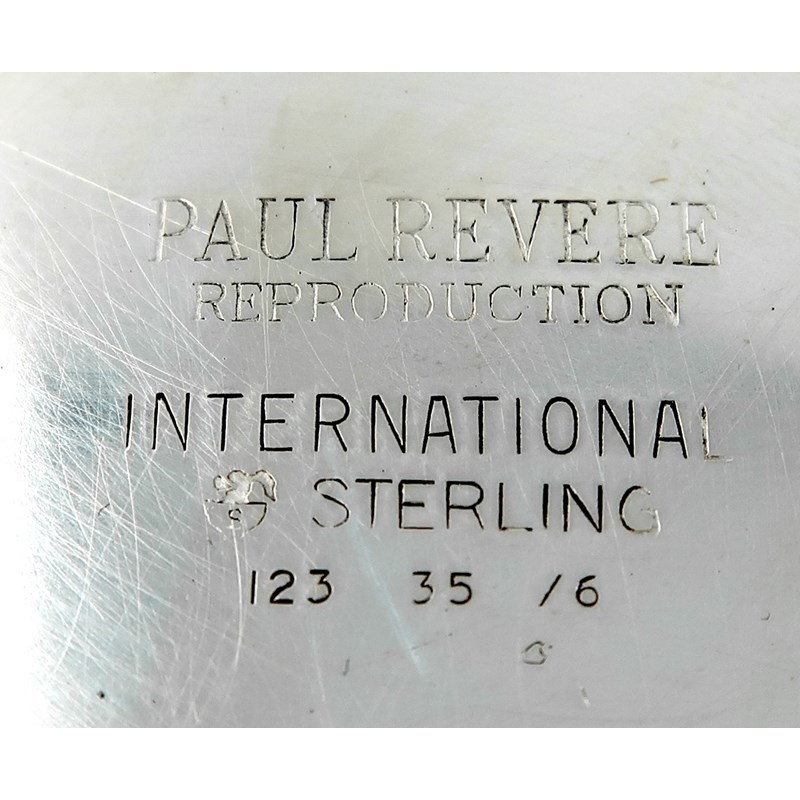 PAUL REVERE
REPRODUCTION
INTERNATIONAL
STERLING
123 35 /6